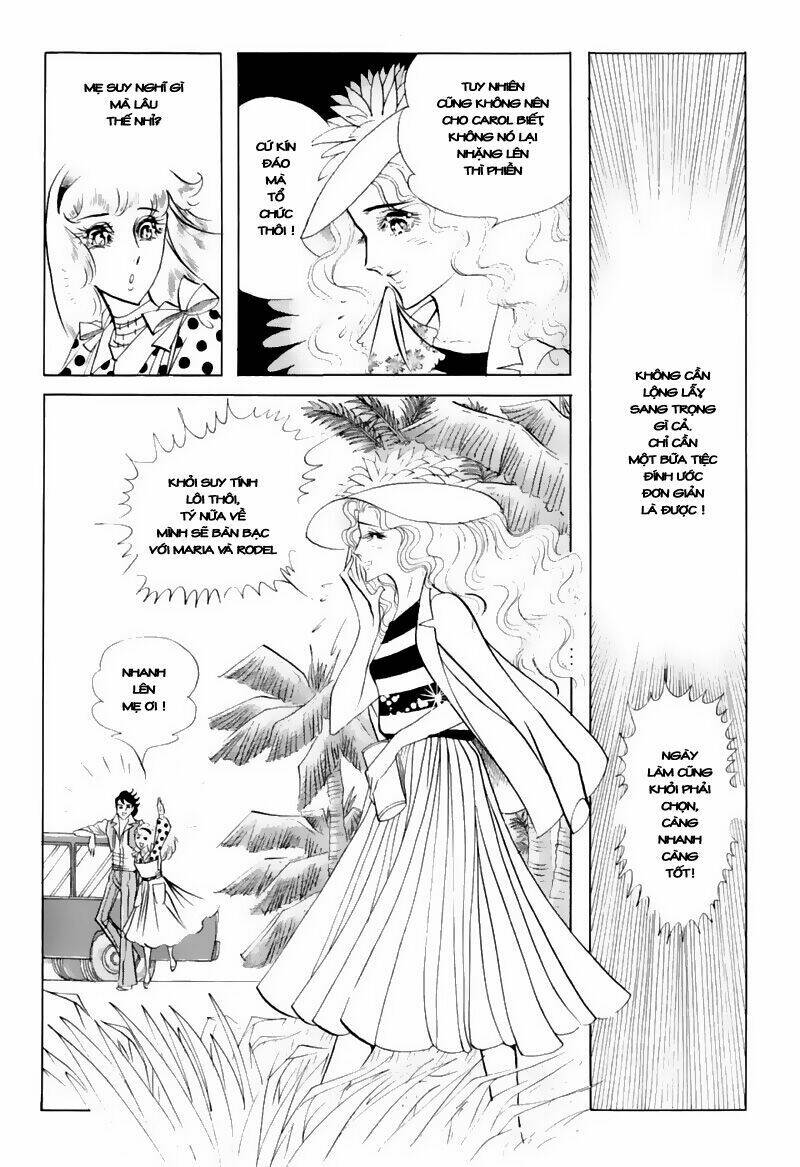 KHÔNG CẦN
LỘNG LẪY,
SANG TRỌNG
GÌ CẢ.
CHỈ CẦN
MỘT BỮA TIỆC
ĐÍNH ƯỚC
ĐƠN GIẢN
LÀ ĐƯỢC !
NGÀY
LÀM CŨNG
KHỎI PHẢI
CHỌN,
CÀNG
NHANH
CÀNG
TỐT!
TUY NHIÊN
CŨNG KHÔNG NÊN
CHO CAROL BIẾT,
KHÔNG NÓ LẠI
NHẶNG LÊN
THÌ PHIỀN
CỨ KÍN
ĐÁO
MÀ
TỔ
CHỨC
THÔI !
MẸ SUY NGHĨ GÌ
MÀ LÂU
THẾ NHỈ?
KHỎI SUY TÍNH
LÔI THÔI,
TÝ NỮA VỀ
MÌNH SẼ BÀN BẠC
VỚI MARIA VÀ RODEL
NHANH
LÊN
MẸ ƠI !